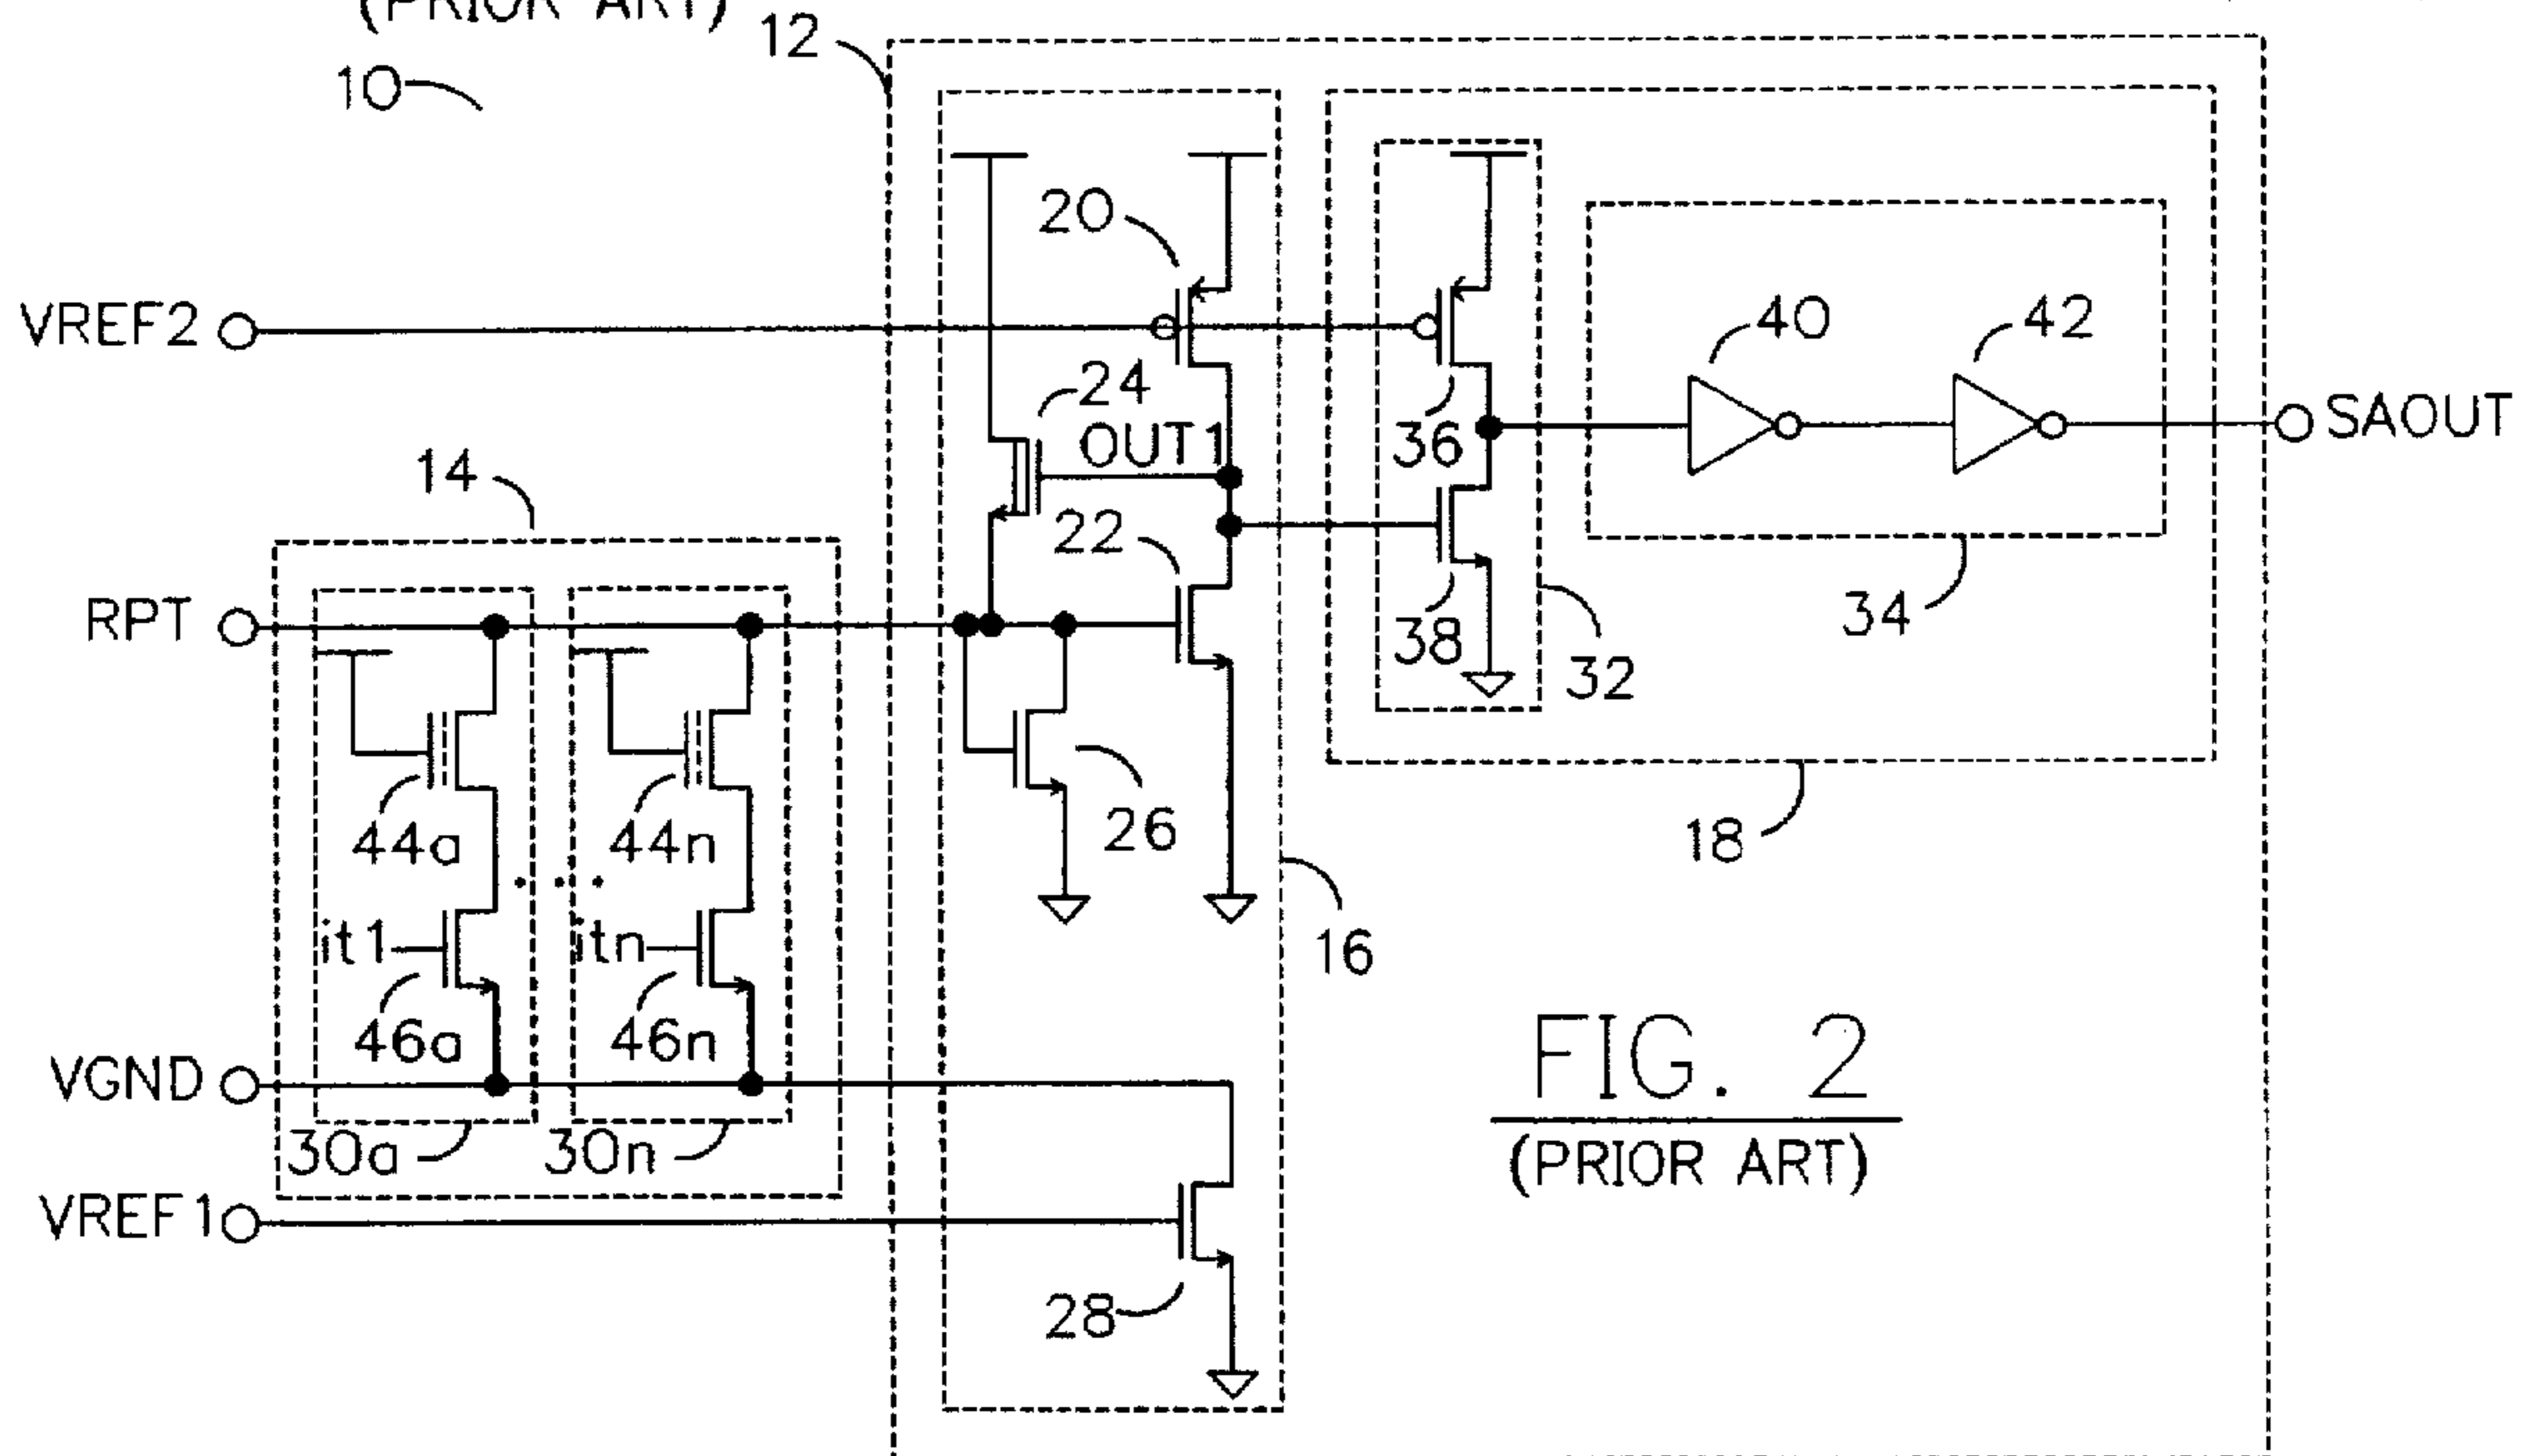 (PRIOR ART)
12
10
20
VREF2
40
42
24
OUT1
36
SAOUT
14
22
34
RPT
38
32
44a
44n
26
18
it1
itn
16
46a
46n
VGND
30a
30n
FIG. 2
(PRIOR ART)
VREF1
28